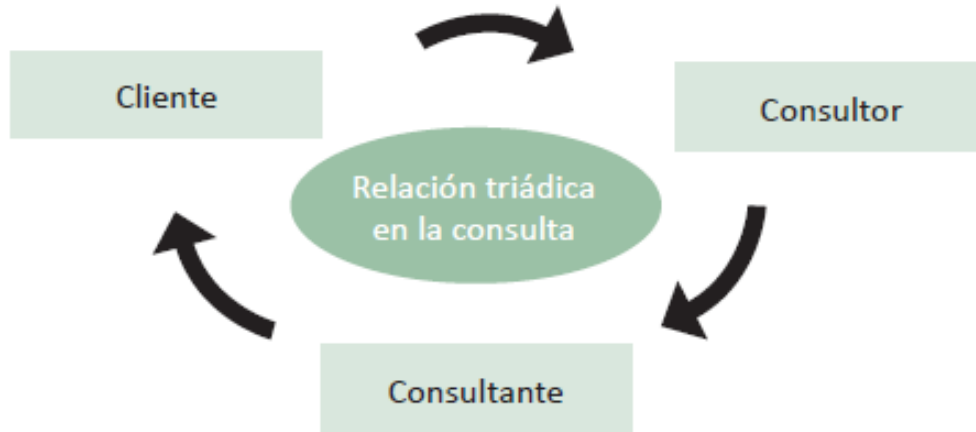 Cliente
Consultor
Relación triádica
en la consulta
Consultante